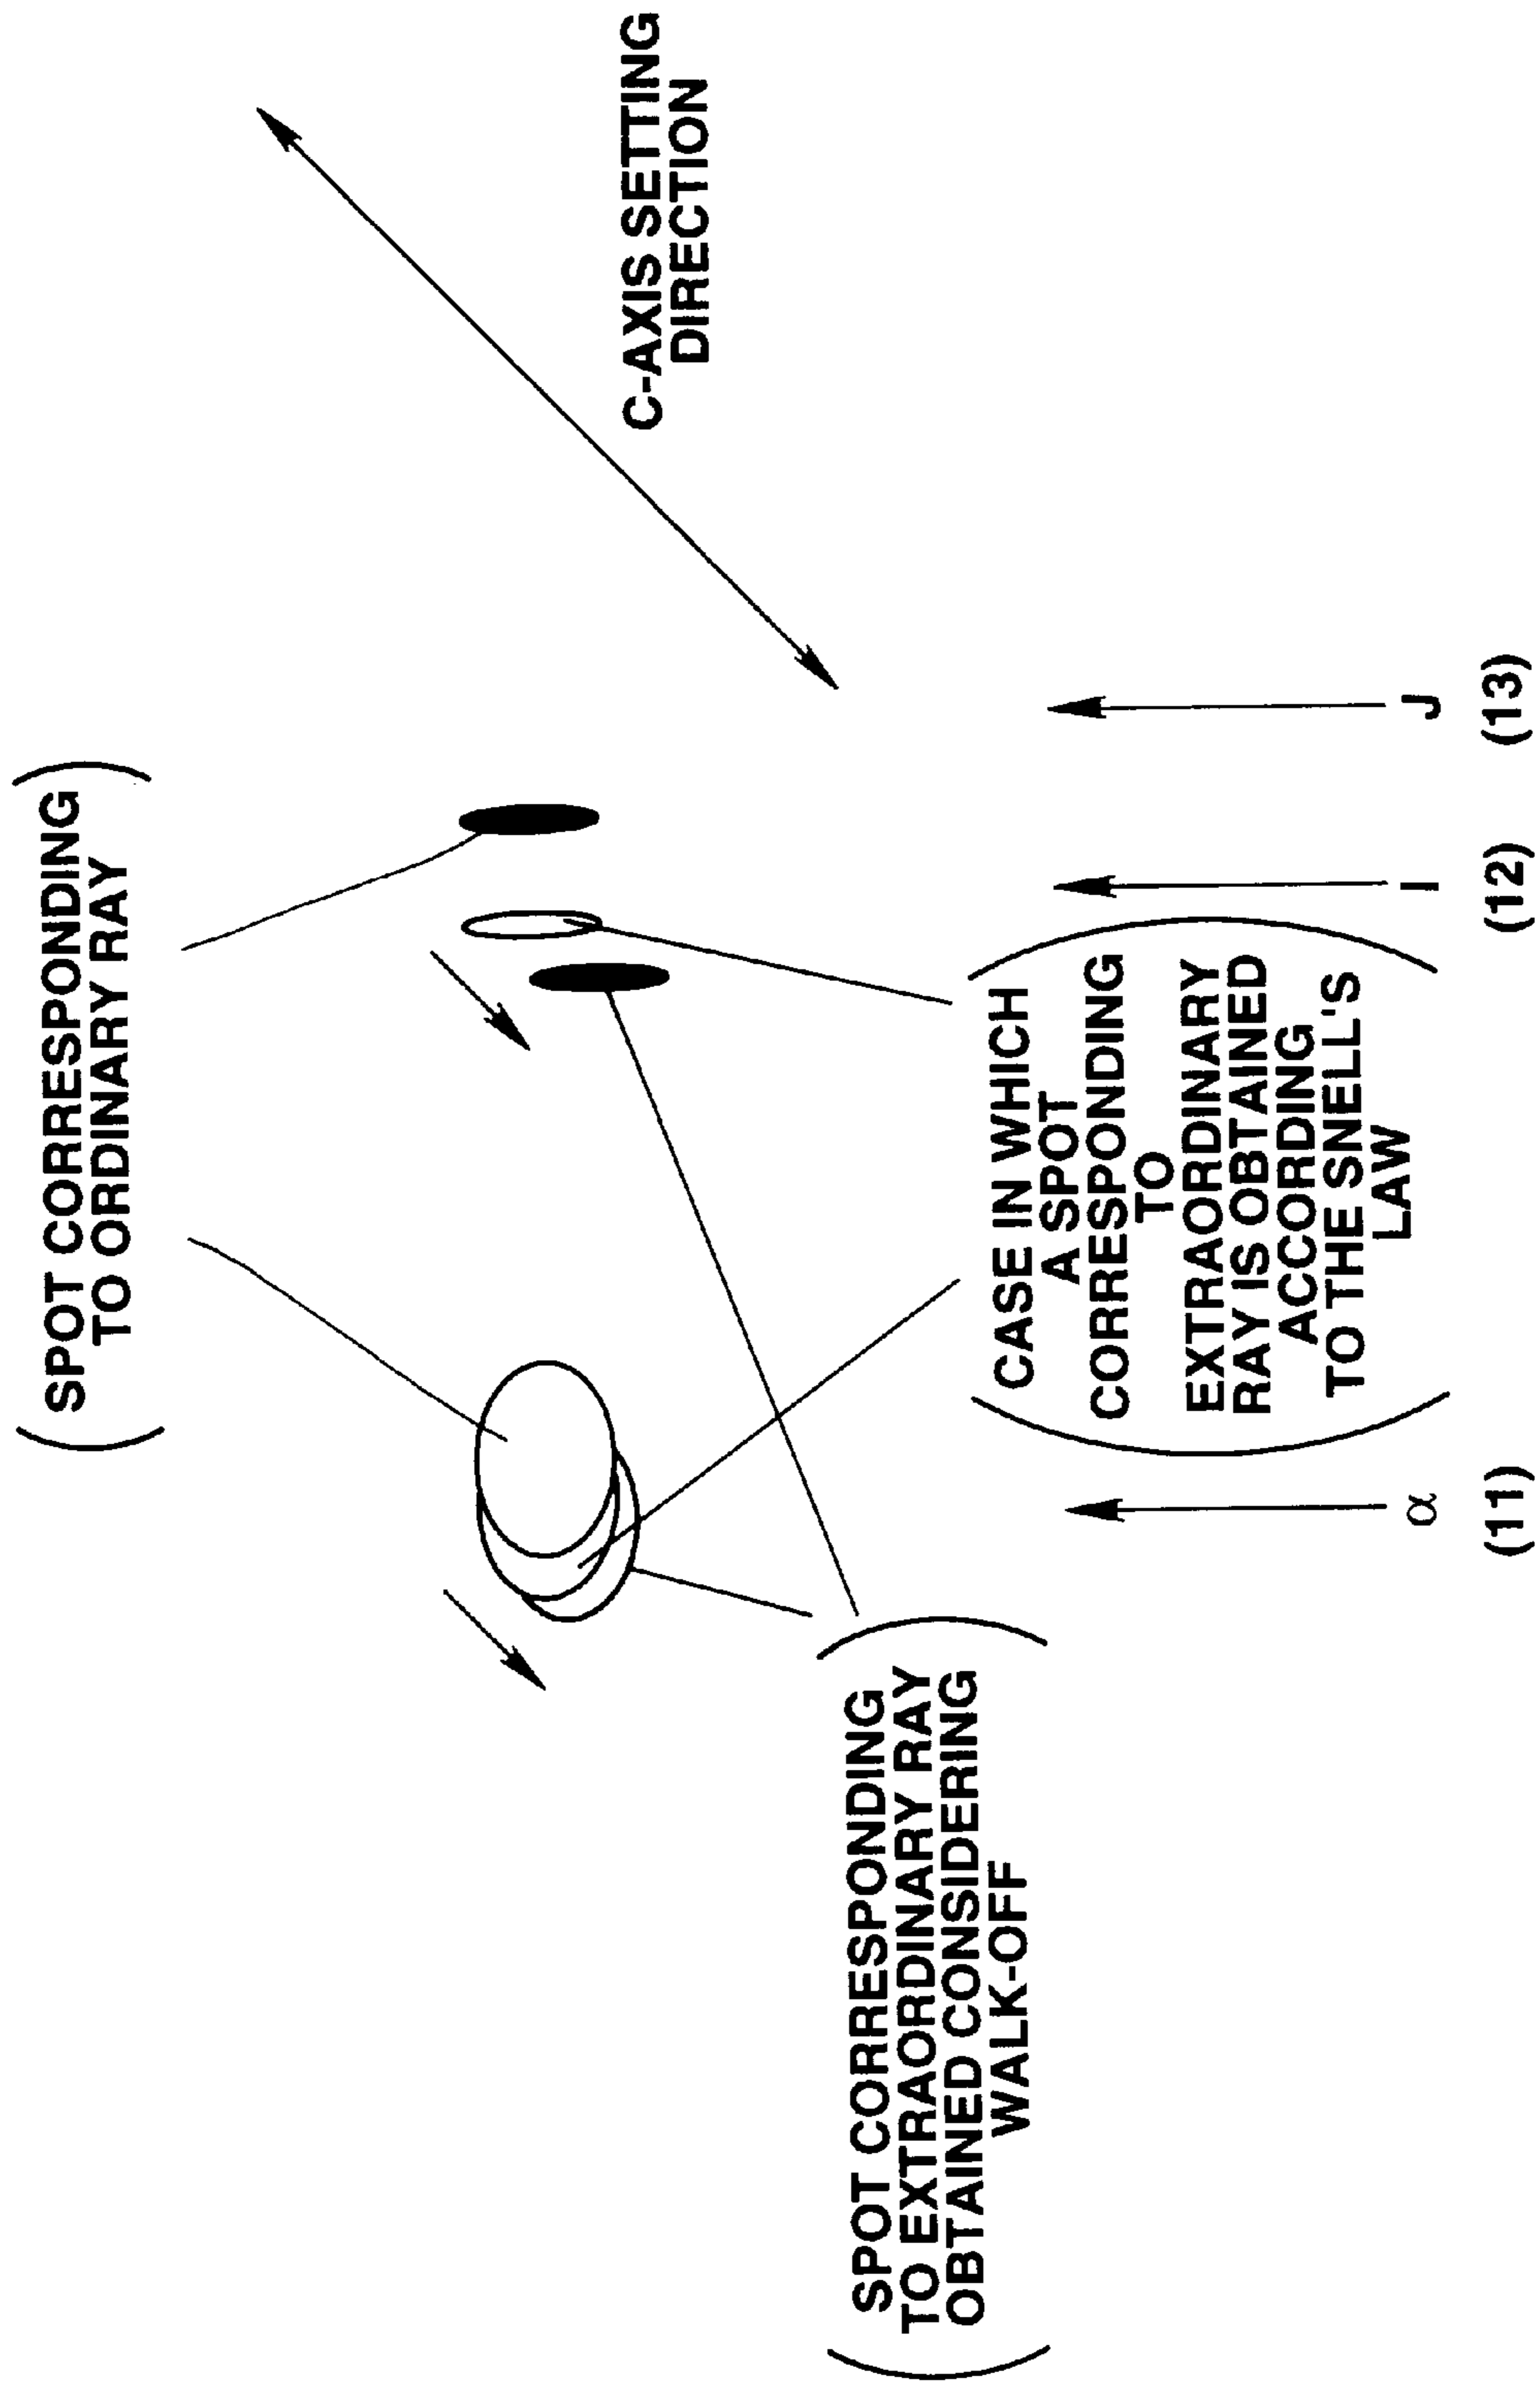 SPOT CORRESPONDING
TO ORDINARY RAY
C-AXIS SETTING
DIRECTION
SPOT CORRESPONDING
TO EXTRAORDINARY RAY
OBTAINED CONSIDERING
WALK-OFF
CASE IN WHICH
A SPOT
CORRESPONDING
TO
EXTRAORDINARY
RAY IS OBTAINED
ACCORDING
TO THE SNELL'S
LAW
α
I
J
(11)
(12)
(13)